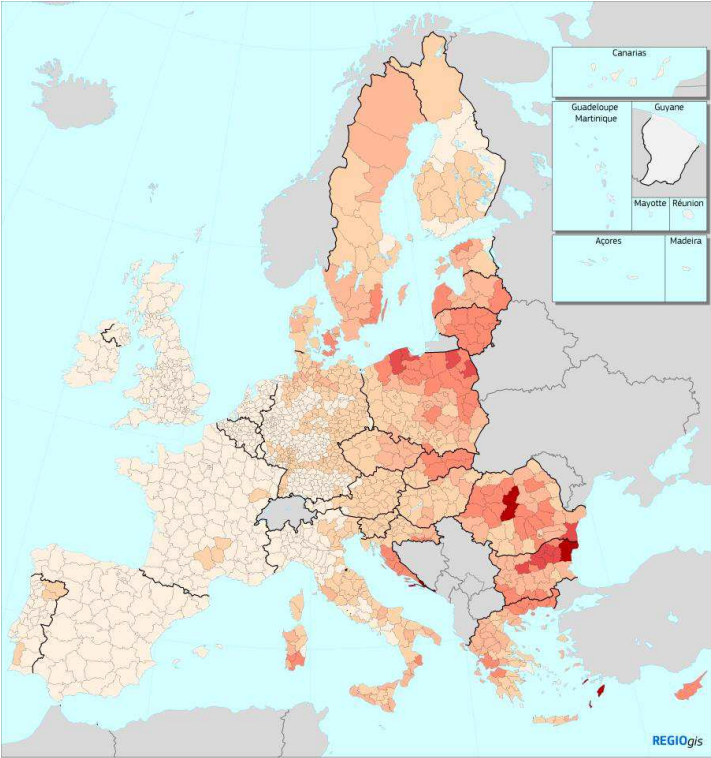 Canarias
Guadeloupe
Martinique
Guyane
Mayotte
Réunion
Açores
Madeira
REGIOgis